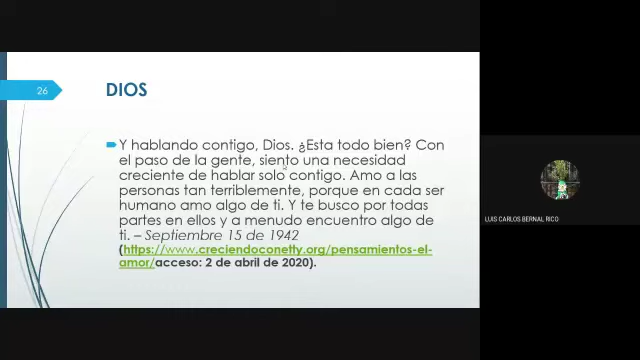 26
DIOS
Y hablando contigo, Dios. ¿Esta todo bien? Con
el paso de la gente, siento una necesidad
creciente de hablar solo contigo. Amo a las
personas tan terriblemente, porque en cada ser
humano amo algo de ti. Y te busco por todas
partes en ellos y a menudo encuentro algo de
ti. – Septiembre 15 de 1942
(https://www.creciendoconetty.org/pensamientos-el-
amor/acceso: 2 de abril de 2020).
LUIS CARLOS BERNAL RICO